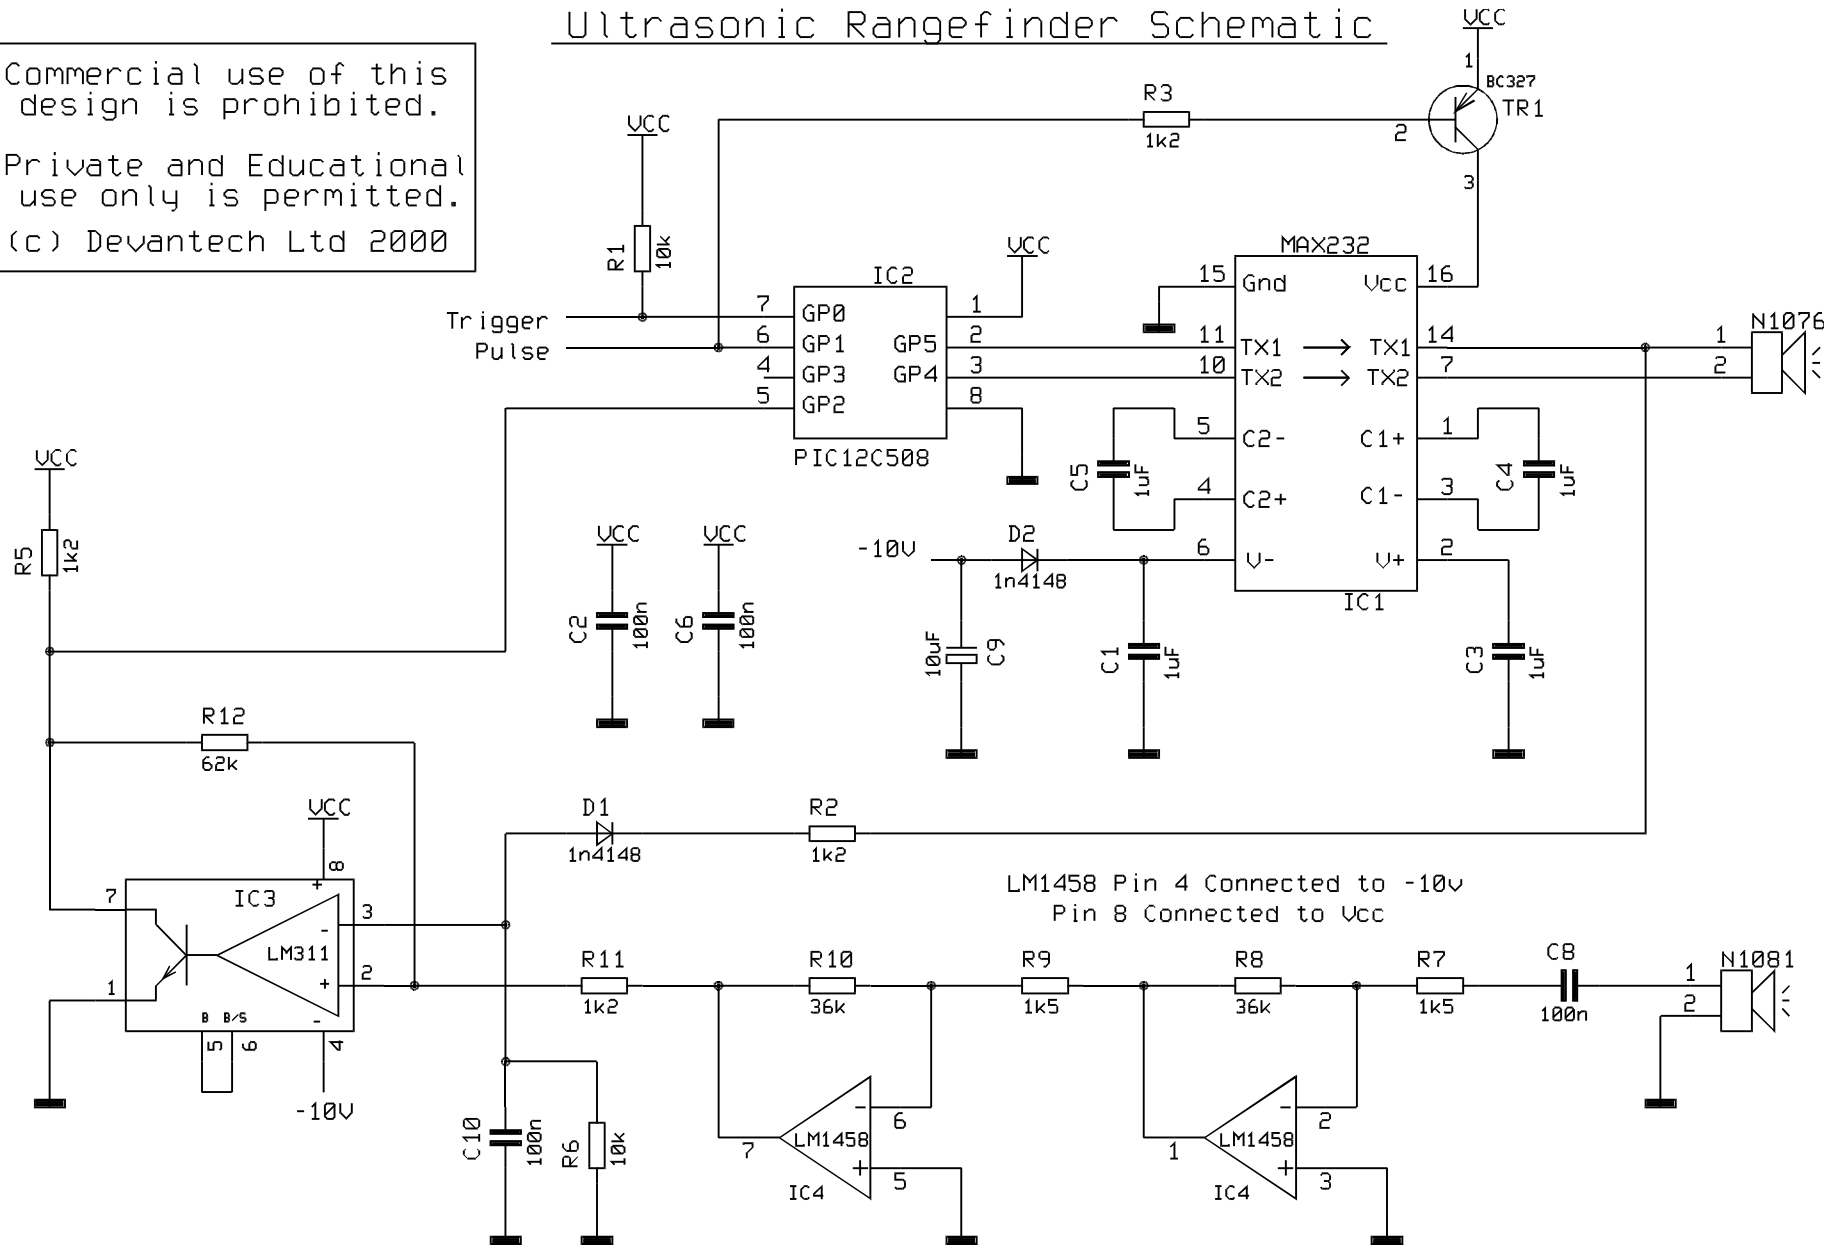 Ultrasonic Rangefinder Schematic
Commercial use of this
design is prohibited.
Private and Educational
use only is permitted.
(c) Devantech Ltd 2000
VCC
1
BC327
TR1
2
3
R3
1k2
VCC
R1
10k
Trigger
Pulse
IC2
7
6
4
5
GP0
GP1
GP3
GP2
GP5
GP4
1
2
3
8
PIC12C508
VCC
MAX232
15
11
10
5
4
6
Gnd
TX1
TX2
C2-
C2+
V-
Vcc
TX1
TX2
C1+
C1-
V+
16
14
7
1
3
2
IC1
N1076
1
2
C5
1uF
C4
1uF
-10V
D2
1n4148
10uF
C9
C1
1uF
C3
1uF
VCC
R5
1k2
VCC
C2
100n
VCC
C6
100n
R12
62k
VCC
8
+
IC3
LM311
7
1
-
3
+
2
B
B/S
-
5
6
4
-10V
D1
1n4148
R2
1k2
LM1458 Pin 4 Connected to -10v
Pin 8 Connected to Vcc
R11
1k2
R10
36k
R9
1k5
R8
36k
R7
1k5
C8
100n
N1081
1
2
C10
100n
R6
10k
LM1458
-
6
+
5
7
IC4
LM1458
-
2
+
3
1
IC4